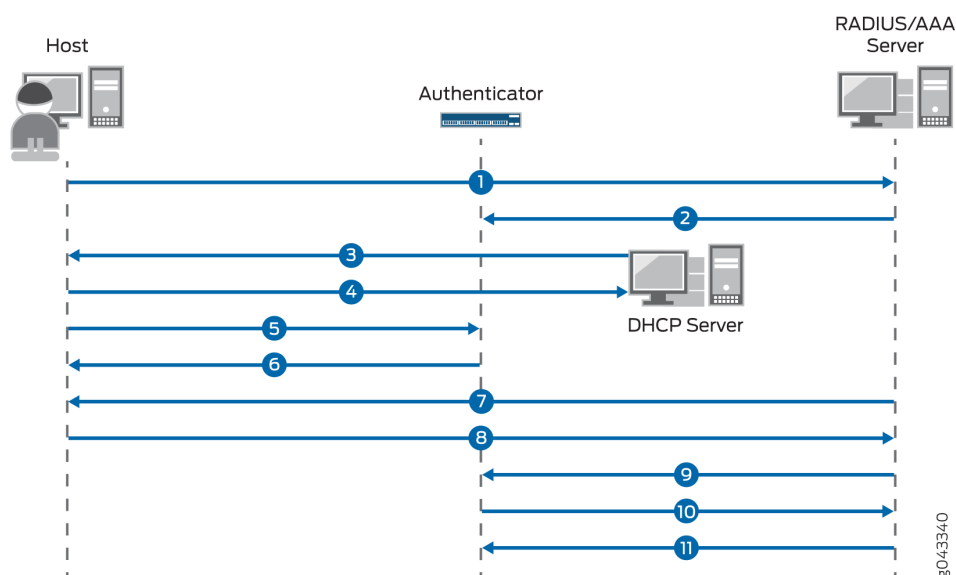 Host
Authenticator
RADIUS/AAA
Server
1
2
3
4
DHCP Server
5
6
7
8
9
10
11
g043340